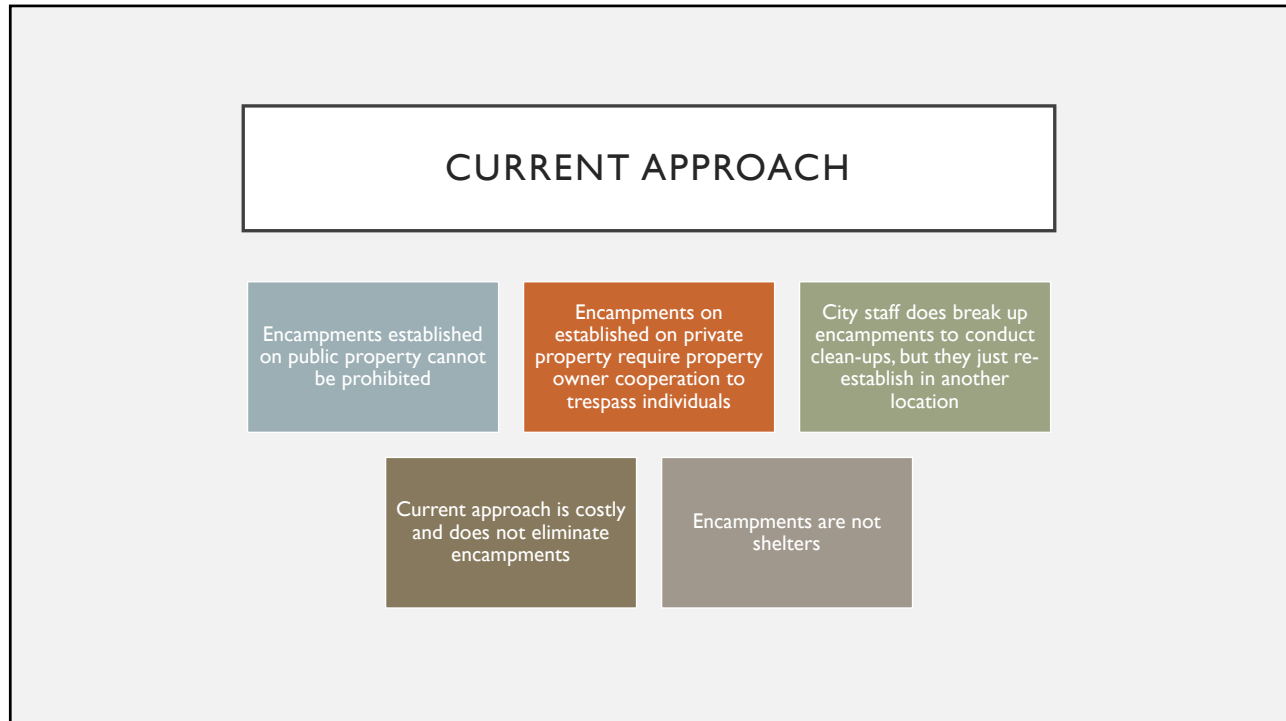 CURRENT APPROACH
Encampments established
on public property cannot
be prohibited
Encampments on
established on private
property require property
owner cooperation to
trespass individuals
City staff does break up
encampments to conduct
clean-ups, but they just re-
establish in another
location
Current approach is costly
and does not eliminate
encampments
Encampments are not
shelters